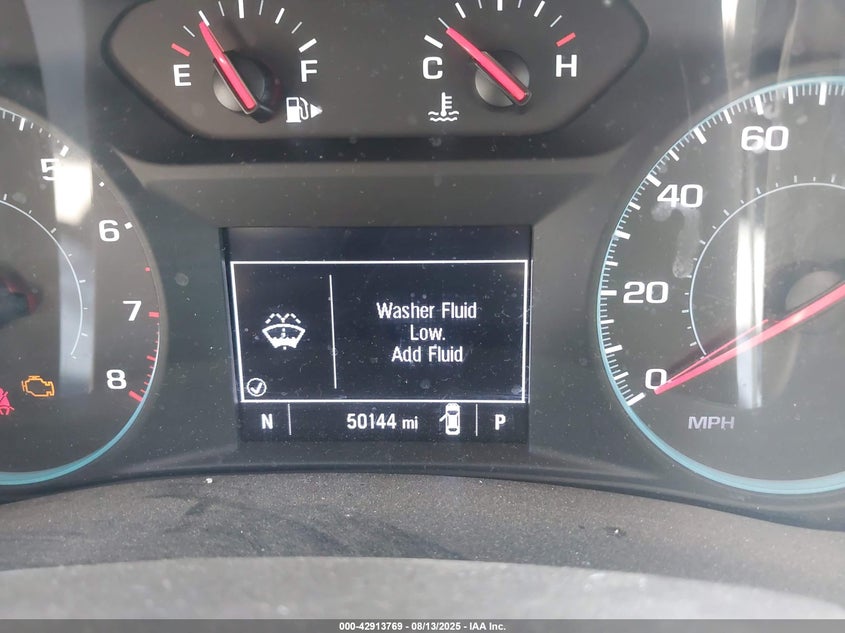 E F C H
5 6 7 8
0 20 40 60
MPH
Washer Fluid
Low.
Add Fluid
N 50144 mi P
000-42913769 - 08/13/2025 - IAA Inc.